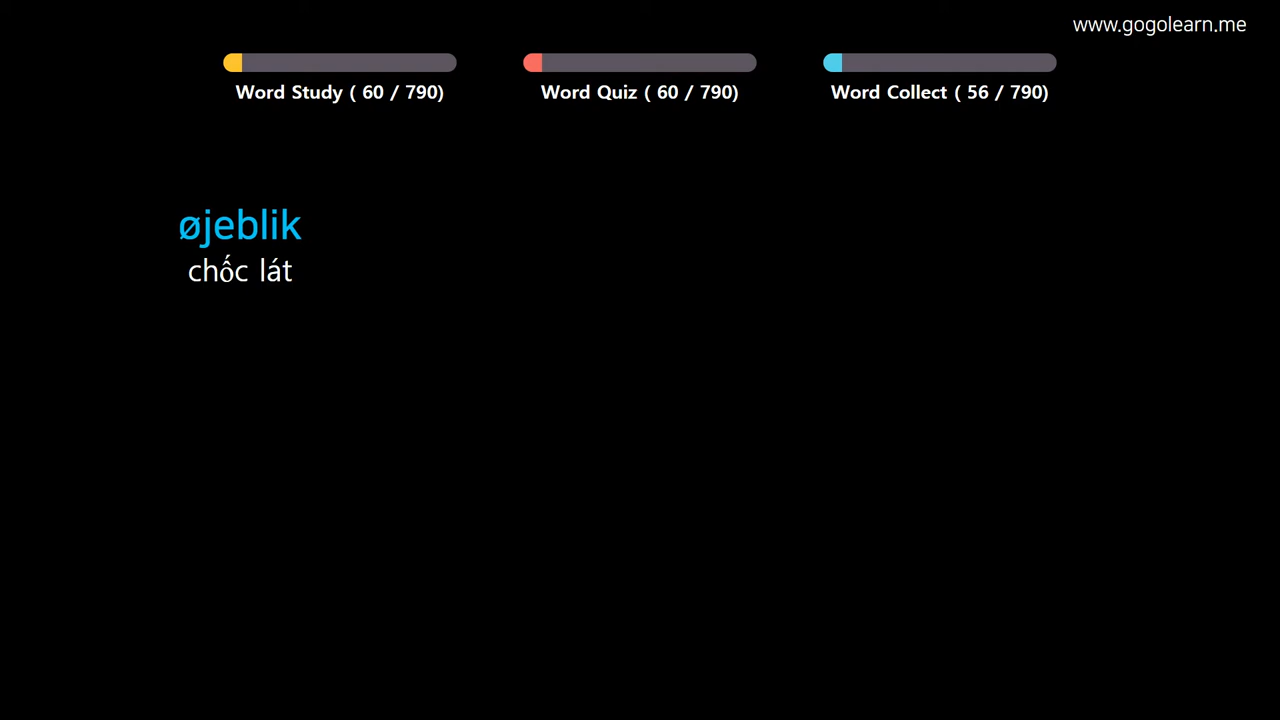 www.gogolearn.me
Word Study ( 60 / 790)
Word Quiz ( 60 / 790)
Word Collect ( 56 / 790)
øjeblik
chốc lát